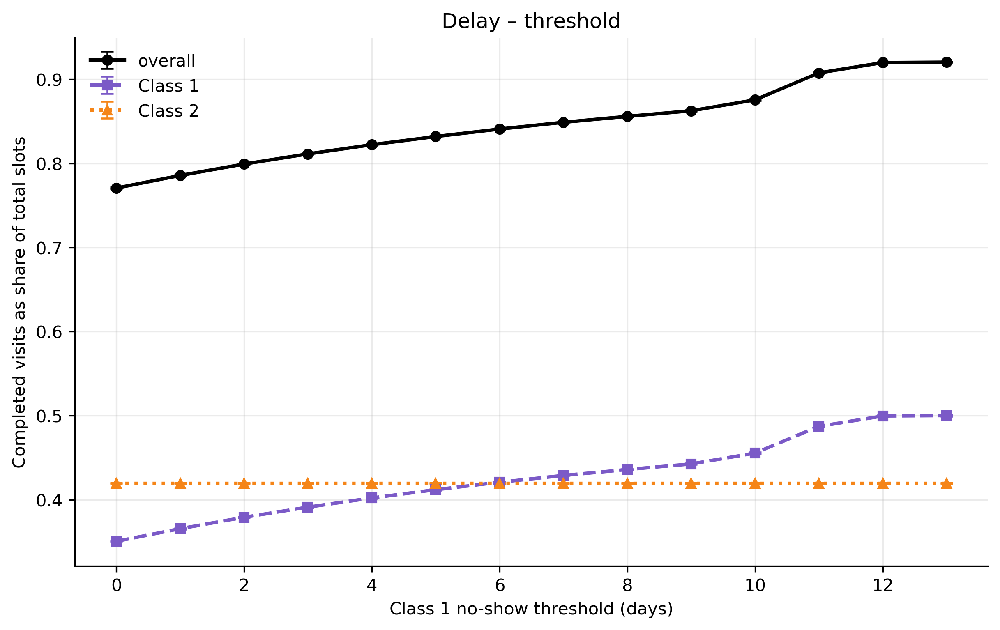 Delay – threshold
overall
Class 1
Class 2
Completed visits as share of total slots
0.9
0.8
0.7
0.6
0.5
0.4
0 2 4 6 8 10 12
Class 1 no-show threshold (days)